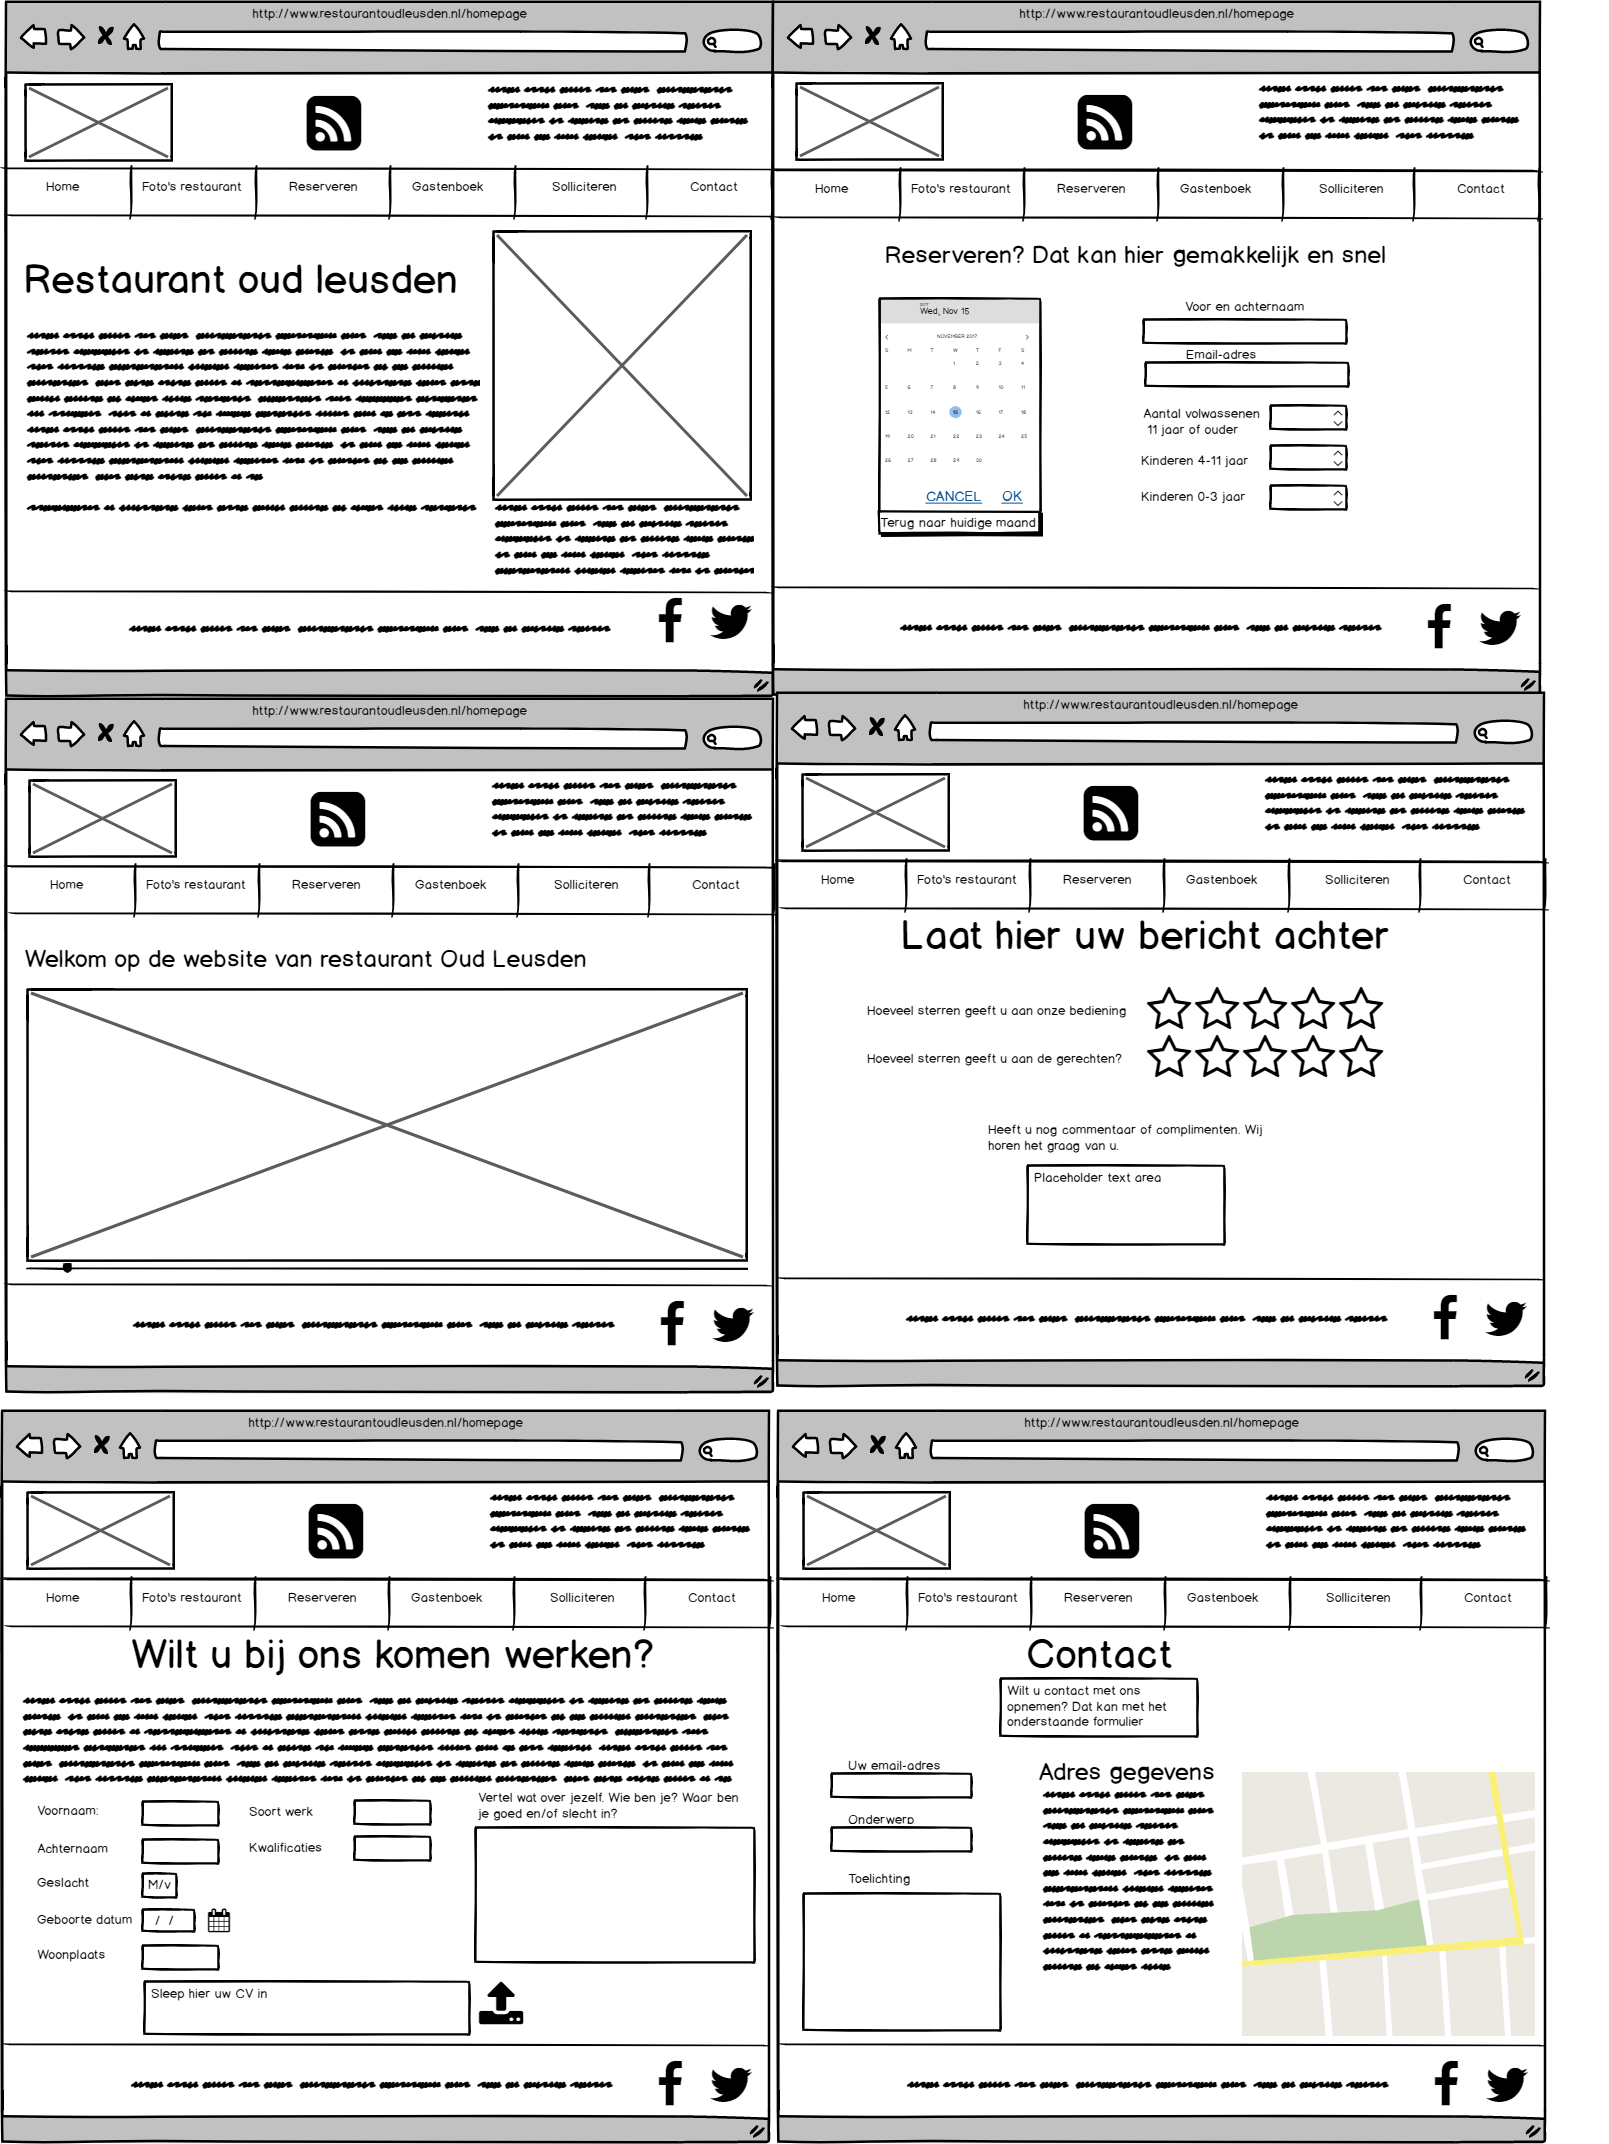 http://www.restaurantoudleusden.nl/homepage
Home Foto's restaurant Reserveren Gastenboek Solliciteren Contact
Restaurant oud leusden
http://www.restaurantoudleusden.nl/homepage
Home Foto's restaurant Reserveren Gastenboek Solliciteren Contact
Reserveren? Dat kan hier gemakkelijk en snel
2017
Wed, Nov 15
NOVEMBER 2017
S M T W T F S
1 2 3 4
5 6 7 8 9 10 11
12 13 14 15 16 17 18
19 20 21 22 23 24 25
26 27 28 29 30
CANCEL OK
Terug naar huidige maand
Voor en achternaam
Email-adres
Aantal volwassenen
11 jaar of ouder
Kinderen 4-11 jaar
Kinderen 0-3 jaar
http://www.restaurantoudleusden.nl/homepage
Home Foto's restaurant Reserveren Gastenboek Solliciteren Contact
Welkom op de website van restaurant Oud Leusden
http://www.restaurantoudleusden.nl/homepage
Home Foto's restaurant Reserveren Gastenboek Solliciteren Contact
Laat hier uw bericht achter
Hoeveel sterren geeft u aan onze bediening
Hoeveel sterren geeft u aan de gerechten?
Heeft u nog commentaar of complimenten. Wij
horen het graag van u.
Placeholder text area
http://www.restaurantoudleusden.nl/homepage
Home Foto's restaurant Reserveren Gastenboek Solliciteren Contact
Wilt u bij ons komen werken?
Voornaam:
Achternaam
Geslacht M/v
Geboorte datum / /
Woonplaats
Soort werk
Kwalificaties
Vertel wat over jezelf. Wie ben je? Waar ben
je goed en/of slecht in?
Sleep hier uw CV in
http://www.restaurantoudleusden.nl/homepage
Home Foto's restaurant Reserveren Gastenboek Solliciteren Contact
Contact
Wilt u contact met ons
opnemen? Dat kan met het
onderstaande formulier
Uw email-adres
Onderwerp
Toelichting
Adres gegevens